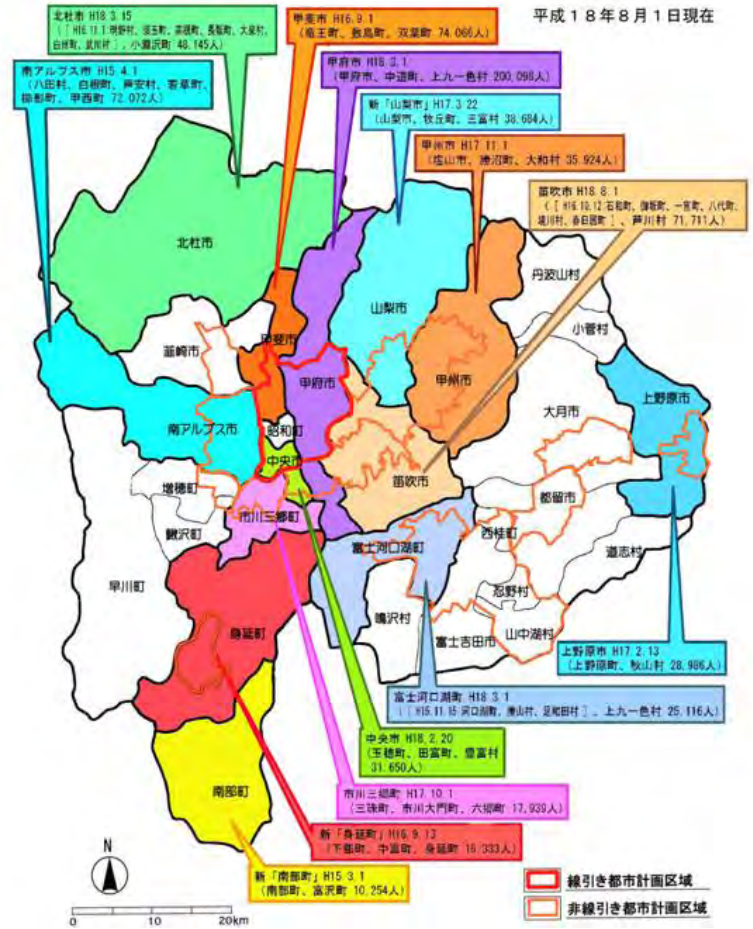 平成18年8月1日現在
北杜市 H18.3.15
([H16.11.1:明野村、須玉町、高根町、長坂町、大泉村、
白州町、武川村]、小淵沢町 48,145人)
甲斐市 H16.9.1
(竜王町、敷島町、双葉町 74,066人)
甲府市 H18.3.1
(甲府市、中道町、上九一色村 200,098人)
南アルプス市 H15.4.1
(八田村、白根町、芦安村、若草町、
櫛形町、甲西町 72,072人)
新「山梨市」H17.3.22
(山梨市、牧丘町、三富村 38,684人)
甲州市 H17.11.1
(塩山市、勝沼町、大和村 35,924人)
笛吹市 H18.8.1
([H16.10.12:石和町、御坂町、一宮町、八代町、
境川村、春日居町]、芦川村 71,711人)
北杜市
丹波山村
山梨市
小菅村
甲斐市
韮崎市
甲府市
甲州市
上野原市
大月市
昭和町
南アルプス市
中央市
笛吹市
増穂町
都留市
市川三郷町
西桂町
鰍沢町
富士河口湖町
道志村
早川町
忍野村
鳴沢村
山中湖村
身延町
富士吉田市
上野原市 H17.2.13
(上野原町、秋山村 28,986人)
富士河口湖町 H18.3.1
([H15.11.15:河口湖町、勝山村、足和田村]、上九一色村 25,116人)
中央市 H18.2.20
(玉穂町、田富町、豊富村
31,650人)
南部町
市川三郷町 H17.10.1
(三珠町、市川大門町、六郷町 17,939人)
新「身延町」H16.9.13
(下部町、中富町、身延町 16,333人)
新「南部町」H15.3.1
(南部町、富沢町 10,254人)
N
線引き都市計画区域
非線引き都市計画区域
0 10 20km